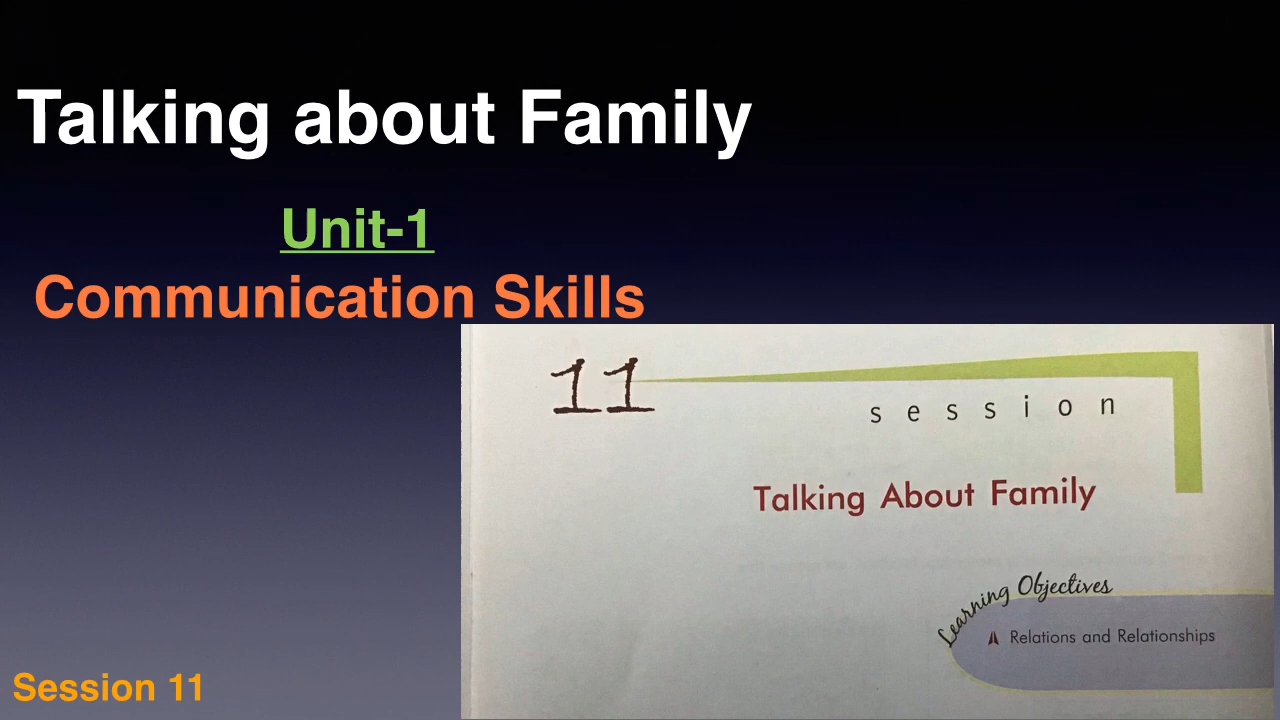 Talking about Family
Unit-1
Communication Skills
11
session
Talking About Family
Learning Objectives
Relations and Relationships
Session 11